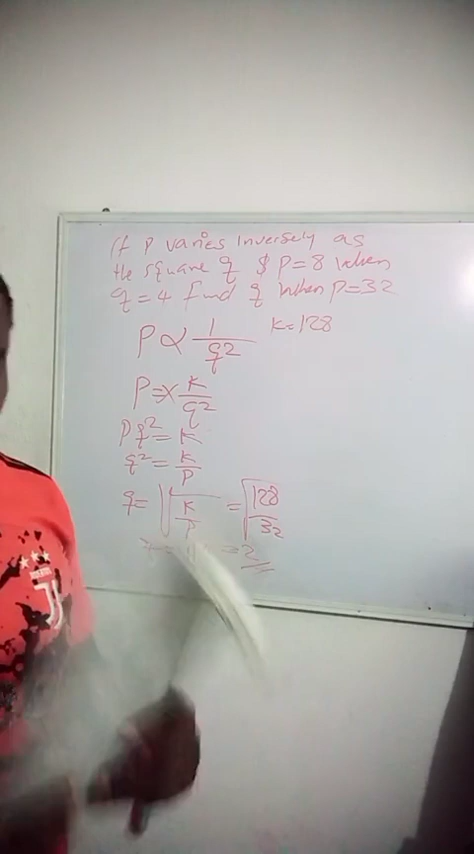 If P varies Inversely as
the square q & P=8 when
q=4 find q when P=32
P ∝ 1/q² K=128
P = K/q²
Pq² = K
q² = K/P
q = √(K/P) = √(128/32)
= 2